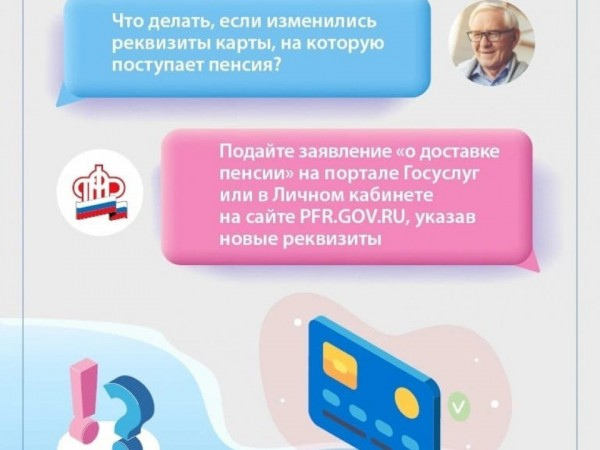 Что делать, если изменились
реквизиты карты, на которую
поступает пенсия?
Подайте заявление «о доставке
пенсии» на портале Госуслуг
или в Личном кабинете
на сайте PFR.GOV.RU, указав
новые реквизиты
ПФР